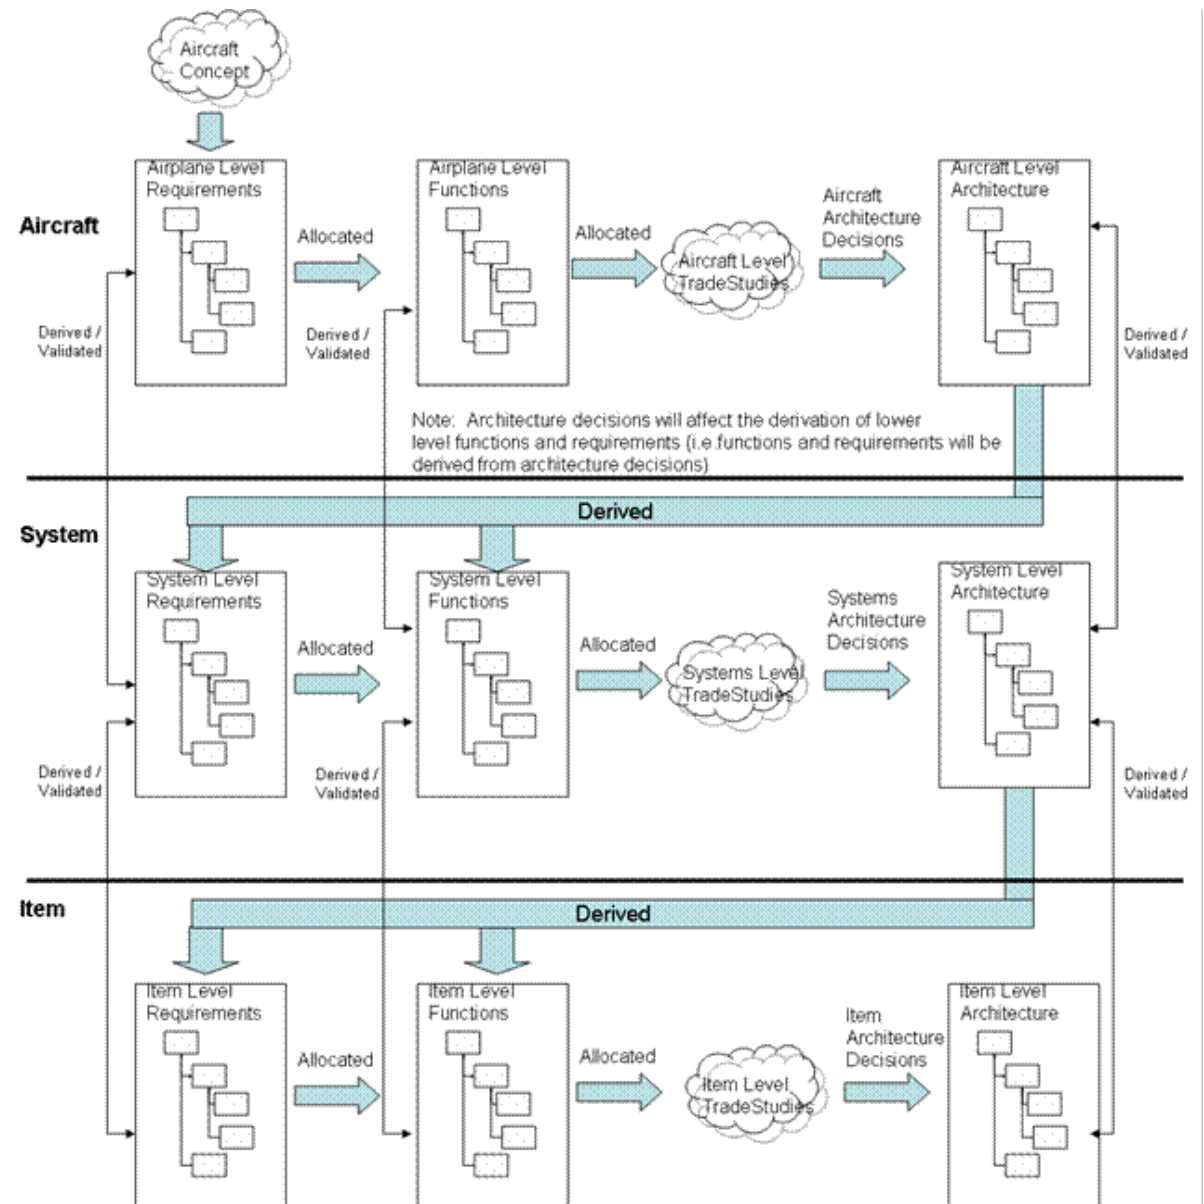 Aircraft
Concept
Airplane Level
Requirements
Airplane Level
Functions
Aircraft Level
Architecture
Aircraft
Allocated
Allocated
Aircraft
Architecture
Decisions
Aircraft Level
TradeStudies
Derived /
Validated
Derived /
Validated
Derived /
Validated
Note: Architecture decisions will affect the derivation of lower
level functions and requirements (i.e.functions and requirements will be
derived from architecture decisions)
Derived
System
System Level
Requirements
System Level
Functions
System Level
Architecture
Allocated
Allocated
Systems
Architecture
Decisions
Systems Level
TradeStudies
Derived /
Validated
Derived /
Validated
Derived /
Validated
Item
Derived
Item Level
Requirements
Item Level
Functions
Item Level
Architecture
Allocated
Allocated
Item
Architecture
Decisions
Item Level
TradeStudies